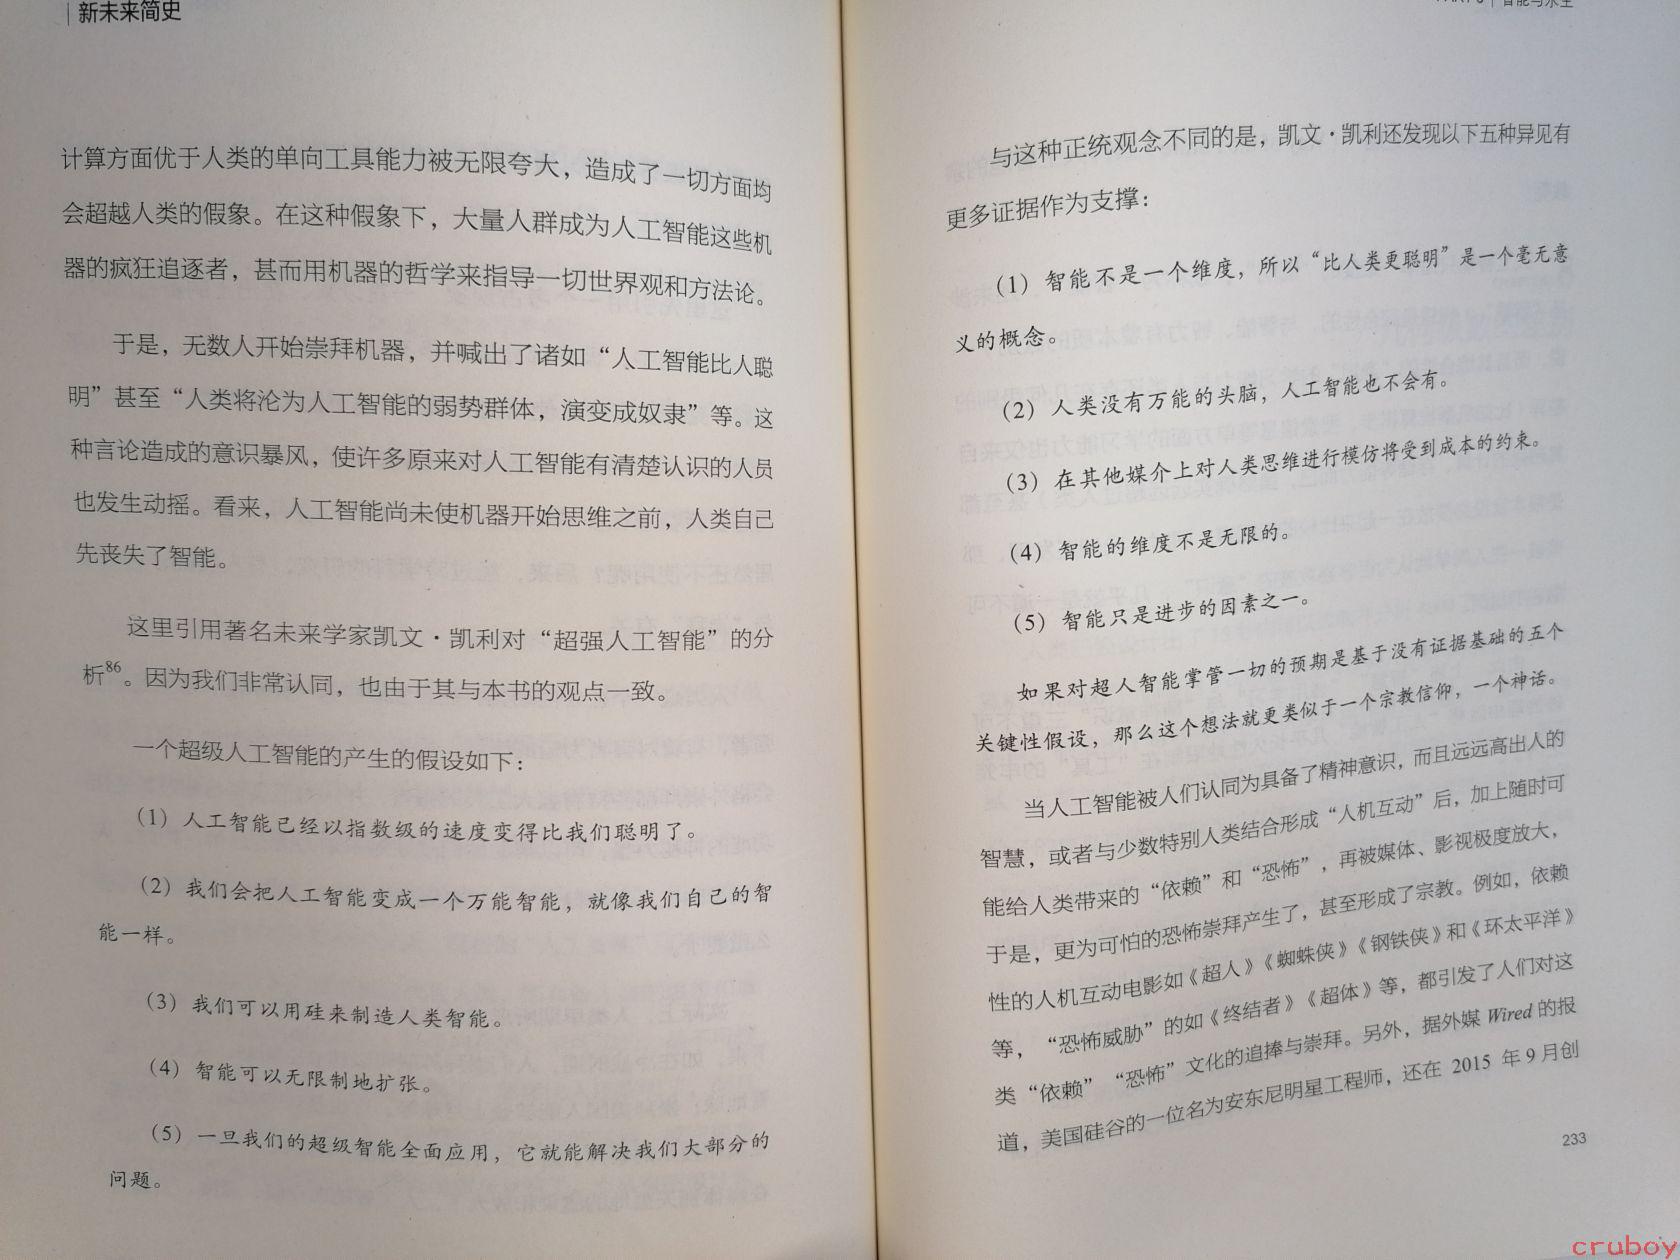 新未来简史
计算方面优于人类的单向工具能力被无限夸大，造成了一切方面均
会超越人类的假象。在这种假象下，大量人群成为人工智能这些机
器的疯狂追逐者，甚而用机器的哲学来指导一切世界观和方法论。
于是，无数人开始崇拜机器，并喊出了诸如“人工智能比人聪
明”甚至“人类将沦为人工智能的弱势群体，演变成奴隶”等。这
种言论造成的意识暴风，使许多原来对人工智能有清楚认识的人员
也发生动摇。看来，人工智能尚未使机器开始思维之前，人类自己
先丧失了智能。
这里引用著名未来学家凯文·凯利对“超强人工智能”的分
析86。因为我们非常认同，也由于其与本书的观点一致。
一个超级人工智能的产生的假设如下：
（1）人工智能已经以指数级的速度变得比我们聪明了。
（2）我们会把人工智能变成一个万能智能，就像我们自己的智
能一样。
（3）我们可以用硅来制造人类智能。
（4）智能可以无限制地扩张。
（5）一旦我们的超级智能全面应用，它就能解决我们大部分的
问题。
智能与永生
与这种正统观念不同的是，凯文·凯利还发现以下五种异见有
更多证据作为支撑：
（1）智能不是一个维度，所以“比人类更聪明”是一个毫无意
义的概念。
（2）人类没有万能的头脑，人工智能也不会有。
（3）在其他媒介上对人类思维进行模仿将受到成本的约束。
（4）智能的维度不是无限的。
（5）智能只是进步的因素之一。
如果对超人智能掌管一切的预期是基于没有证据基础的五个
关键性假设，那么这个想法就更类似于一个宗教信仰，一个神话。
当人工智能被人们认同为具备了精神意识，而且远远高出人的
智慧，或者与少数特别人类结合形成“人机互动”后，加上随时可
能给人类带来的“依赖”和“恐怖”，再被媒体、影视极度放大，
于是，更为可怕的恐怖崇拜产生了，甚至形成了宗教。例如，依赖
性的人机互动电影如《超人》《蜘蛛侠》《钢铁侠》和《环太平洋》
等，“恐怖威胁”的如《终结者》《超体》等，都引发了人们对这
类“依赖”“恐怖”文化的追捧与崇拜。另外，据外媒Wired的报
道，美国硅谷的一位名为安东尼明星工程师，还在 2015 年9月创
233
cruboy